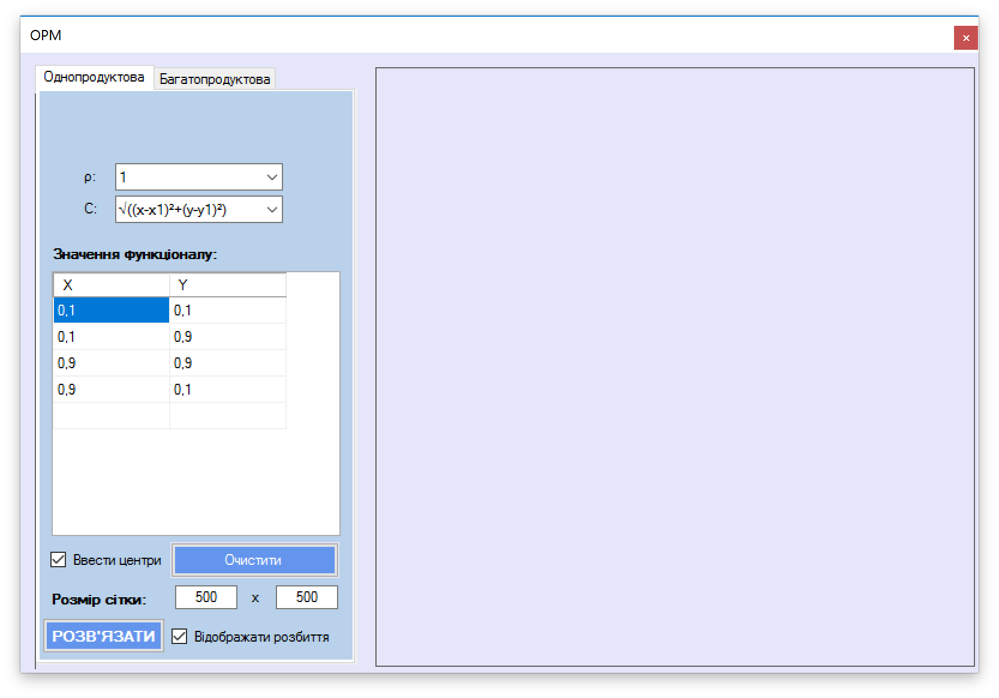 OPM
Однопродуктова Багатопродуктова
ρ: 1
C: √((x-x1)²+(y-y1)²)
Значення функціоналу:
X Y
0,1 0,1
0,1 0,9
0,9 0,9
0,9 0,1
Ввести центри Очистити
Розмір сітки: 500 x 500
РОЗВ'ЯЗАТИ Відображати розбиття